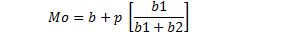 Mo = b + p [b1 / (b1 + b2)]